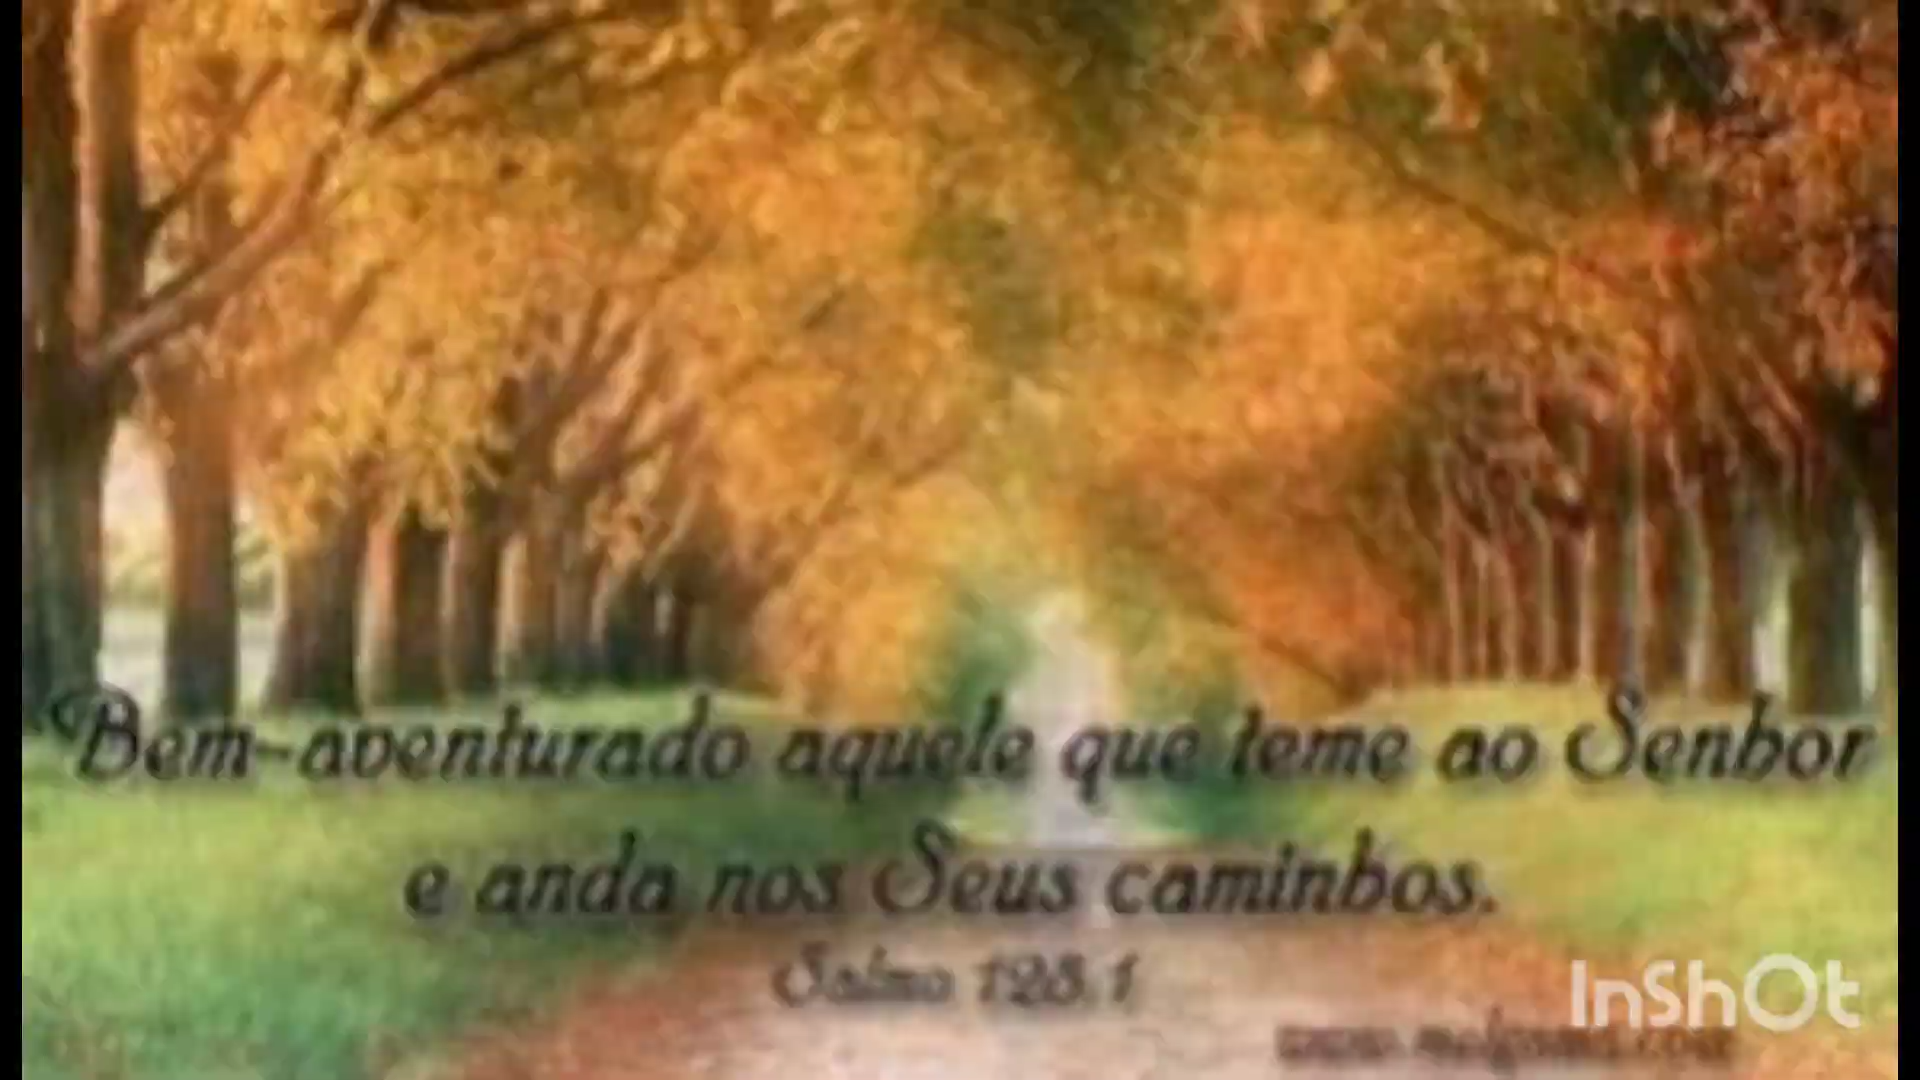 Bem-aventurado aquele que teme ao Senhor
e anda nos Seus caminhos.
Salmo 128.1
InShOt